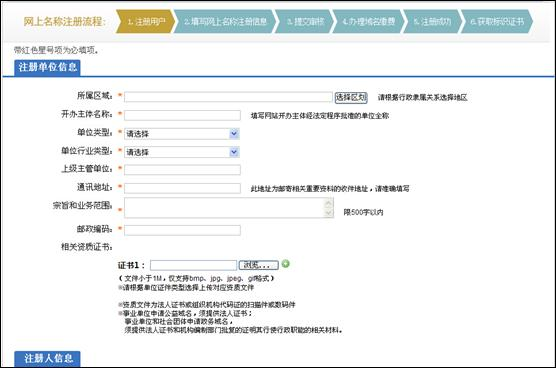 网上名称注册流程: 1.注册用户 2.填写网上名称注册信息 3.提交审核 4.办理域名缴费 5.注册成功 6.获取标识证书
带红色星号项为必填项。
注册单位信息
所属区域: * 选择区划 请根据行政隶属关系选择地区
开办主体名称: * 填写网站开办主体经法定程序批准的单位全称
单位类型: * 请选择
单位行业类型: * 请选择
上级主管单位: *
通讯地址: * 此地址为邮寄相关重要资料的收件地址,请准确填写
宗旨和业务范围: * 限500字以内
邮政编码: *
相关资质证书:
证书1: 浏览...
(文件小于1M,仅支持bmp、jpg、jpeg、gif格式)
※请根据单位证件类型选择上传对应资质文件
※资质文件为法人证书或组织机构代码证的扫描件或数码件
※事业单位申请公益域名,须提供法人证书;
事业单位和社会团体申请政务域名,
须提供法人证书和机构编制部门批复的证明其行使行政职能的相关材料。
注册人信息